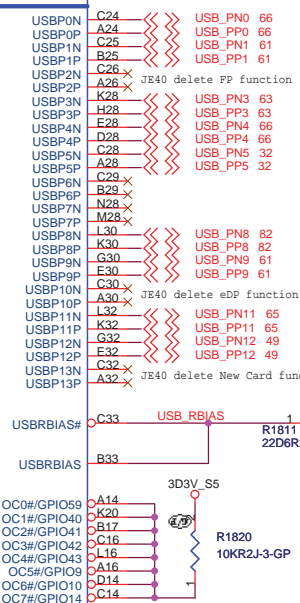 USBP0N C24 USB_PN0 66
USBP0P A24 USB_PP0 66
USBP1N C25 USB_PN1 61
USBP1P B25 USB_PP1 61
USBP2N C26 JE40 delete FP function
USBP2P A26
USBP3N K28 USB_PN3 63
USBP3P H28 USB_PP3 63
USBP4N E28 USB_PN4 66
USBP4P D28 USB_PP4 66
USBP5N C28 USB_PN5 32
USBP5P A28 USB_PP5 32
USBP6N C29
USBP6P B29
USBP7N N28
USBP7P M28
USBP8N L30 USB_PN8 82
USBP8P K30 USB_PP8 82
USBP9N G30 USB_PN9 61
USBP9P E30 USB_PP9 61
USBP10N C30 JE40 delete eDP function
USBP10P A30
USBP11N L32 USB_PN11 65
USBP11P K32 USB_PP11 65
USBP12N G32 USB_PN12 49
USBP12P E32 USB_PP12 49
USBP13N C32 JE40 delete New Card func
USBP13P A32
USBRBIAS# C33 USB_RBIAS 1
R1811
22D6R
USBRBIAS B33
3D3V_S5
OC0#/GPIO59 A14
OC1#/GPIO40 K20
OC2#/GPIO41 B17 R1820
OC3#/GPIO42 C16 10KR2J-3-GP
OC4#/GPIO43 L16
OC5#/GPIO9 A16
OC6#/GPIO10 D14 1
OC7#/GPIO14 C14